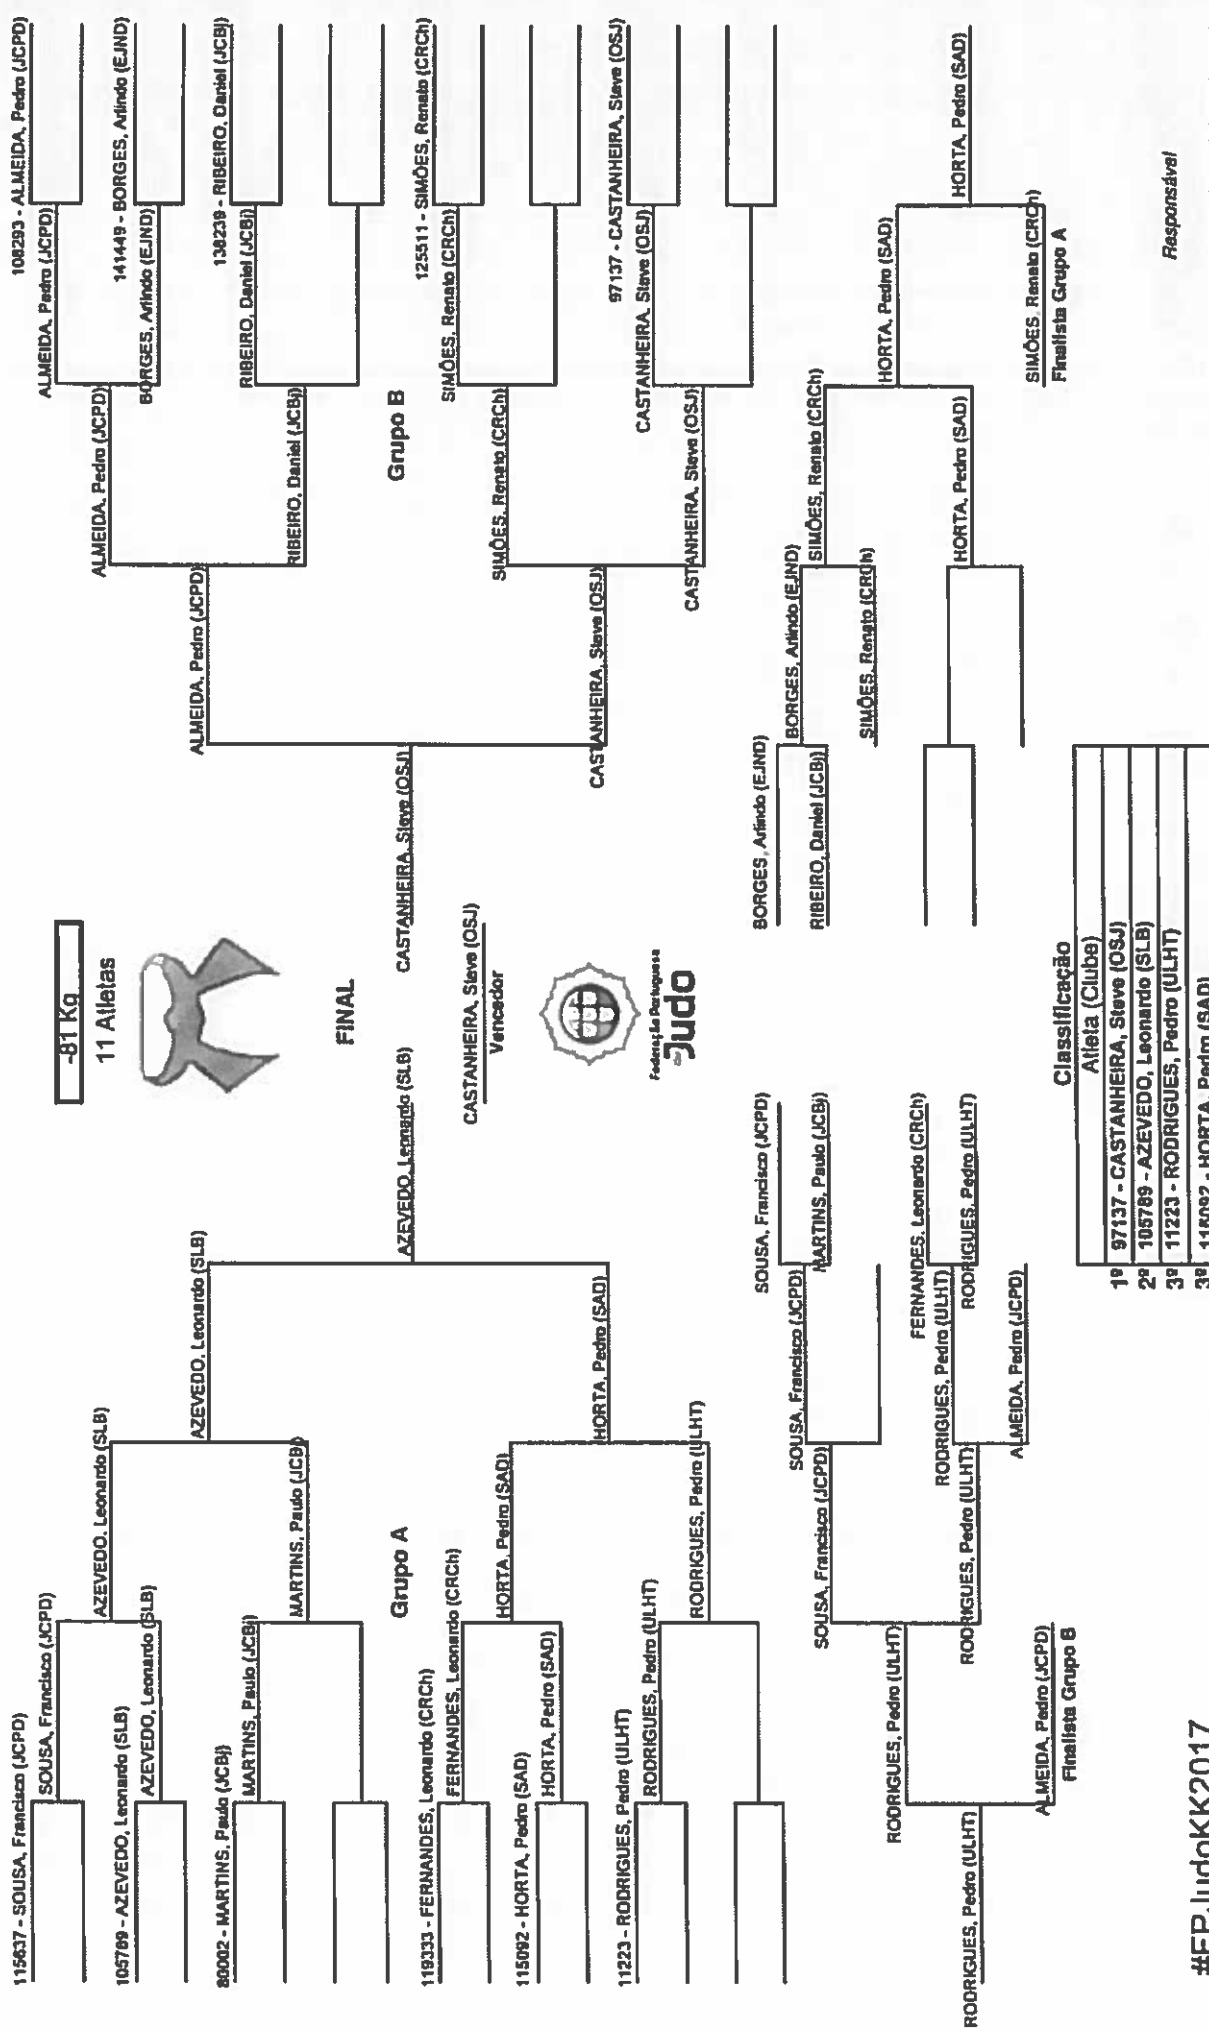 -81 Kg
11 Atletas
115637 - SOUSA, Francisco (JCPD)
SOUSA, Francisco (JCPD)
105789 - AZEVEDO, Leonardo (SLB)
AZEVEDO, Leonardo (SLB)
AZEVEDO, Leonardo (SLB)
80002 - MARTINS, Paulo (JCBj)
MARTINS, Paulo (JCBj)
MARTINS, Paulo (JCBj)
AZEVEDO, Leonardo (SLB)
Grupo A
119333 - FERNANDES, Leonardo (CRCh)
FERNANDES, Leonardo (CRCh)
115092 - HORTA, Pedro (SAD)
HORTA, Pedro (SAD)
HORTA, Pedro (SAD)
11223 - RODRIGUES, Pedro (ULHT)
RODRIGUES, Pedro (ULHT)
RODRIGUES, Pedro (ULHT)
HORTA, Pedro (SAD)
AZEVEDO, Leonardo (SLB)
FINAL
CASTANHEIRA, Steve (OSJ)
CASTANHEIRA, Steve (OSJ)
Vencedor
Federação Portuguesa
de Judo
108293 - ALMEIDA, Pedro (JCPD)
ALMEIDA, Pedro (JCPD)
141449 - BORGES, Arlindo (EJND)
BORGES, Arlindo (EJND)
ALMEIDA, Pedro (JCPD)
138239 - RIBEIRO, Daniel (JCBj)
RIBEIRO, Daniel (JCBj)
RIBEIRO, Daniel (JCBj)
ALMEIDA, Pedro (JCPD)
Grupo B
125511 - SIMÕES, Renato (CRCh)
SIMÕES, Renato (CRCh)
SIMÕES, Renato (CRCh)
97137 - CASTANHEIRA, Steve (OSJ)
CASTANHEIRA, Steve (OSJ)
CASTANHEIRA, Steve (OSJ)
CASTANHEIRA, Steve (OSJ)
SOUSA, Francisco (JCPD)
MARTINS, Paulo (JCBj)
SOUSA, Francisco (JCPD)
SOUSA, Francisco (JCPD)
FERNANDES, Leonardo (CRCh)
RODRIGUES, Pedro (ULHT)
RODRIGUES, Pedro (ULHT)
ALMEIDA, Pedro (JCPD)
RODRIGUES, Pedro (ULHT)
RODRIGUES, Pedro (ULHT)
ALMEIDA, Pedro (JCPD)
Finalista Grupo B
RODRIGUES, Pedro (ULHT)
BORGES, Arlindo (EJND)
RIBEIRO, Daniel (JCBj)
BORGES, Arlindo (EJND)
SIMÕES, Renato (CRCh)
SIMÕES, Renato (CRCh)
HORTA, Pedro (SAD)
HORTA, Pedro (SAD)
SIMÕES, Renato (CRCh)
Finalista Grupo A
HORTA, Pedro (SAD)
Classificação
Atleta (Clube)
1º 97137 - CASTANHEIRA, Steve (OSJ)
2º 105789 - AZEVEDO, Leonardo (SLB)
3º 11223 - RODRIGUES, Pedro (ULHT)
3º 115092 - HORTA, Pedro (SAD)
Responsável
#FPJudoKK2017